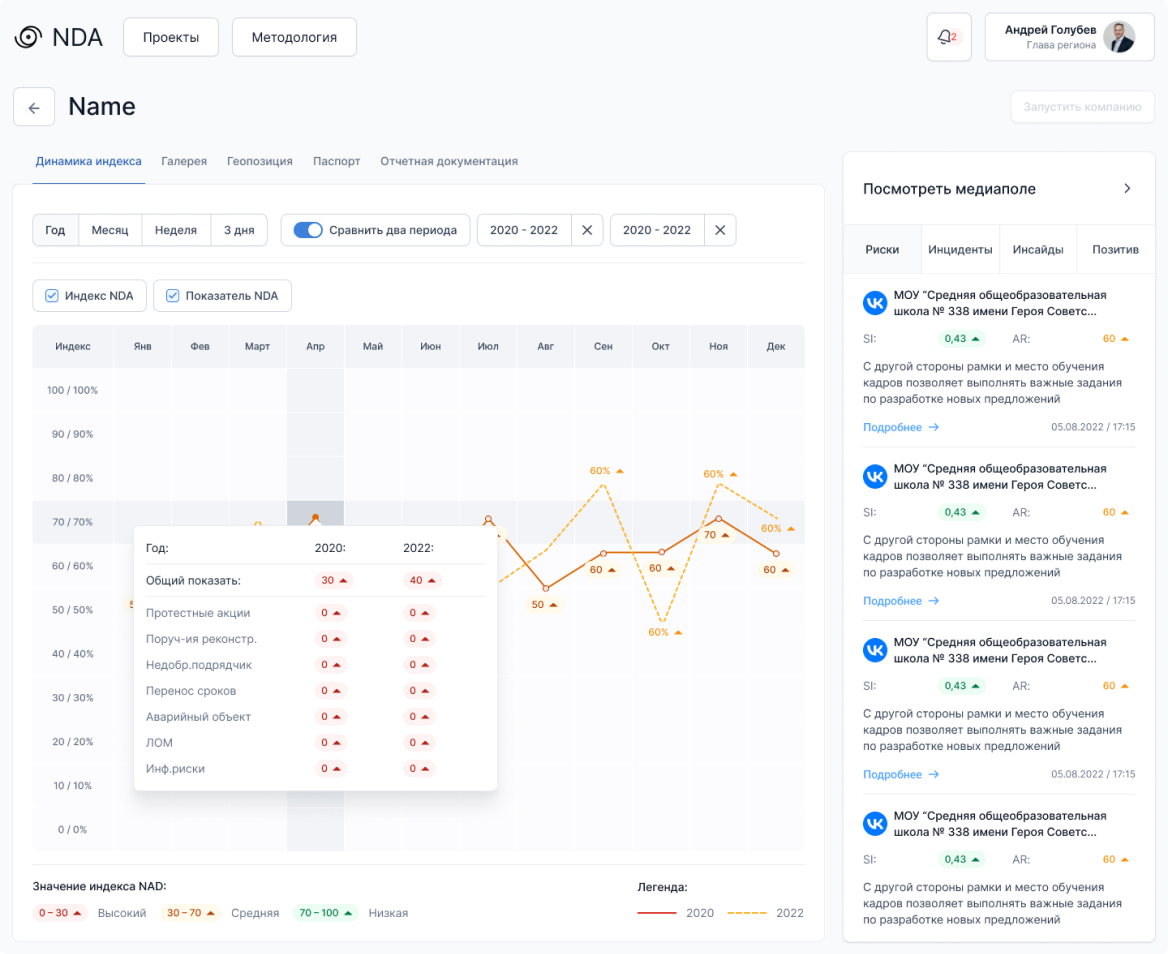 NDA
Проекты
Методология
2
Андрей Голубев
Глава региона
Name
Запустить компанию
Динамика индекса
Галерея
Геопозиция
Паспорт
Отчетная документация
Год
Месяц
Неделя
3 дня
Сравнить два периода
2020 - 2022
2020 - 2022
Индекс NDA
Показатель NDA
Индекс Янв Фев Март Апр Май Июн Июл Авг Сен Окт Ноя Дек
100 / 100%
90 / 90%
80 / 80%
70 / 70%
60 / 60%
50 / 50%
40 / 40%
30 / 30%
20 / 20%
10 / 10%
0 / 0%
60%
60%
60%
70
60
60
60
50
60%
5
Год: 2020: 2022:
Общий показать: 30 40
Протестные акции 0 0
Поруч-ия реконстр. 0 0
Недобр.подрядчик 0 0
Перенос сроков 0 0
Аварийный объект 0 0
ЛОМ 0 0
Инф.риски 0 0
Значение индекса NAD:
0 – 30 Высокий 30 – 70 Средняя 70 – 100 Низкая
Легенда:
2020 2022
Посмотреть медиаполе
Риски Инциденты Инсайды Позитив
МОУ “Средняя общеобразовательная
школа № 338 имени Героя Советс...
SI: 0,43 AR: 60
С другой стороны рамки и место обучения
кадров позволяет выполнять важные задания
по разработке новых предложений
Подробнее 05.08.2022 / 17:15
МОУ “Средняя общеобразовательная
школа № 338 имени Героя Советс...
SI: 0,43 AR: 60
С другой стороны рамки и место обучения
кадров позволяет выполнять важные задания
по разработке новых предложений
Подробнее 05.08.2022 / 17:15
МОУ “Средняя общеобразовательная
школа № 338 имени Героя Советс...
SI: 0,43 AR: 60
С другой стороны рамки и место обучения
кадров позволяет выполнять важные задания
по разработке новых предложений
Подробнее 05.08.2022 / 17:15
МОУ “Средняя общеобразовательная
школа № 338 имени Героя Советс...
SI: 0,43 AR: 60
С другой стороны рамки и место обучения
кадров позволяет выполнять важные задания
по разработке новых предложений